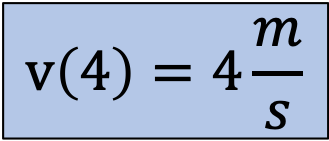 v(4) = 4 m/s